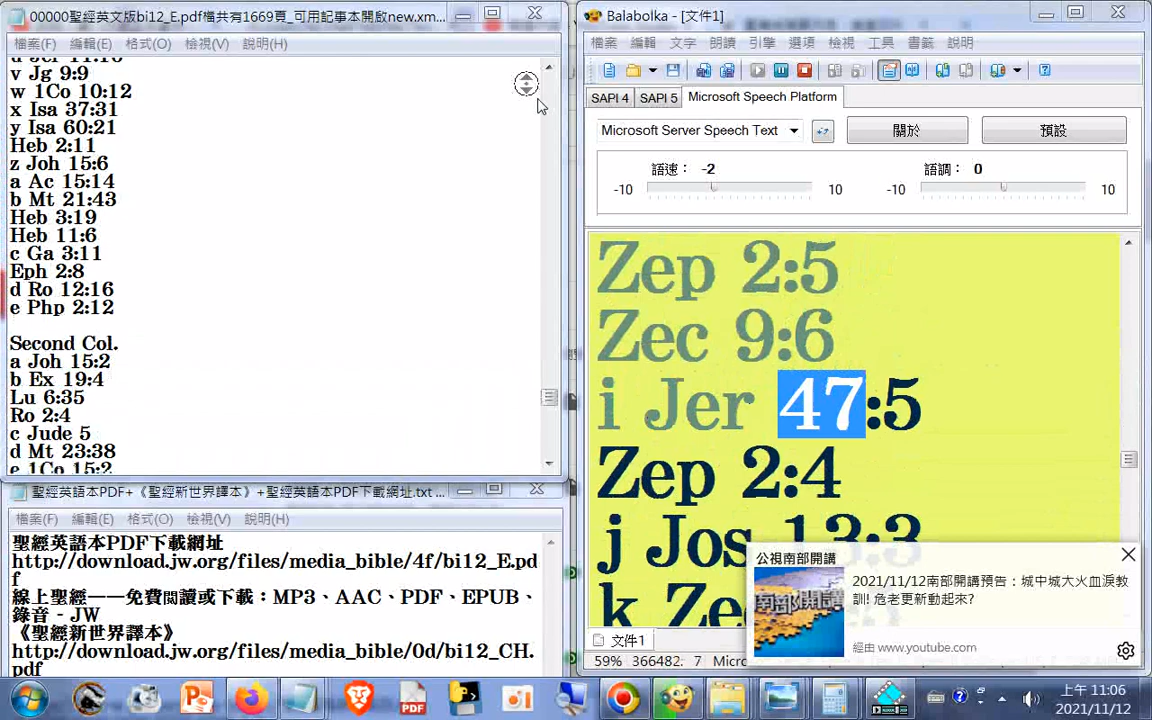 00000聖經英文版bi12_E.pdf檔共有1669頁_可用記事本開啟new.xm...
檔案(F) 編輯(E) 格式(O) 檢視(V) 說明(H)
v Jg 9:9
w 1Co 10:12
x Isa 37:31
y Isa 60:21
Heb 2:11
z Joh 15:6
a Ac 15:14
b Mt 21:43
Heb 3:19
Heb 11:6
c Ga 3:11
Eph 2:8
d Ro 12:16
e Php 2:12
Second Col.
a Joh 15:2
b Ex 19:4
Lu 6:35
Ro 2:4
c Jude 5
d Mt 23:38
e 1Co 15:2
聖經英語本PDF+《聖經新世界譯本》+聖經英語本PDF下載網址.txt ...
檔案(F) 編輯(E) 格式(O) 檢視(V) 說明(H)
聖經英語本PDF下載網址
http://download.jw.org/files/media_bible/4f/bi12_E.pd
f
線上聖經——免費閱讀或下載：MP3、AAC、PDF、EPUB、
錄音 - JW
《聖經新世界譯本》
http://download.jw.org/files/media_bible/0d/bi12_CH.
pdf
Balabolka - [文件1]
檔案 編輯 文字 朗讀 引擎 選項 檢視 工具 書籤 說明
SAPI 4 SAPI 5 Microsoft Speech Platform
Microsoft Server Speech Text 關於 預設
語速： -2 語調： 0
-10 10 -10 10
Zep 2:5
Zec 9:6
i Jer 47:5
Zep 2:4
j Jos 13:3
k Zec
公視南部開講
2021/11/12南部開講預告：城中城大火血淚教
訓! 危老更新動起來?
經由 www.youtube.com
南部開講
文件1
59% 366482. 7 Micro
上午 11:06
2021/11/12